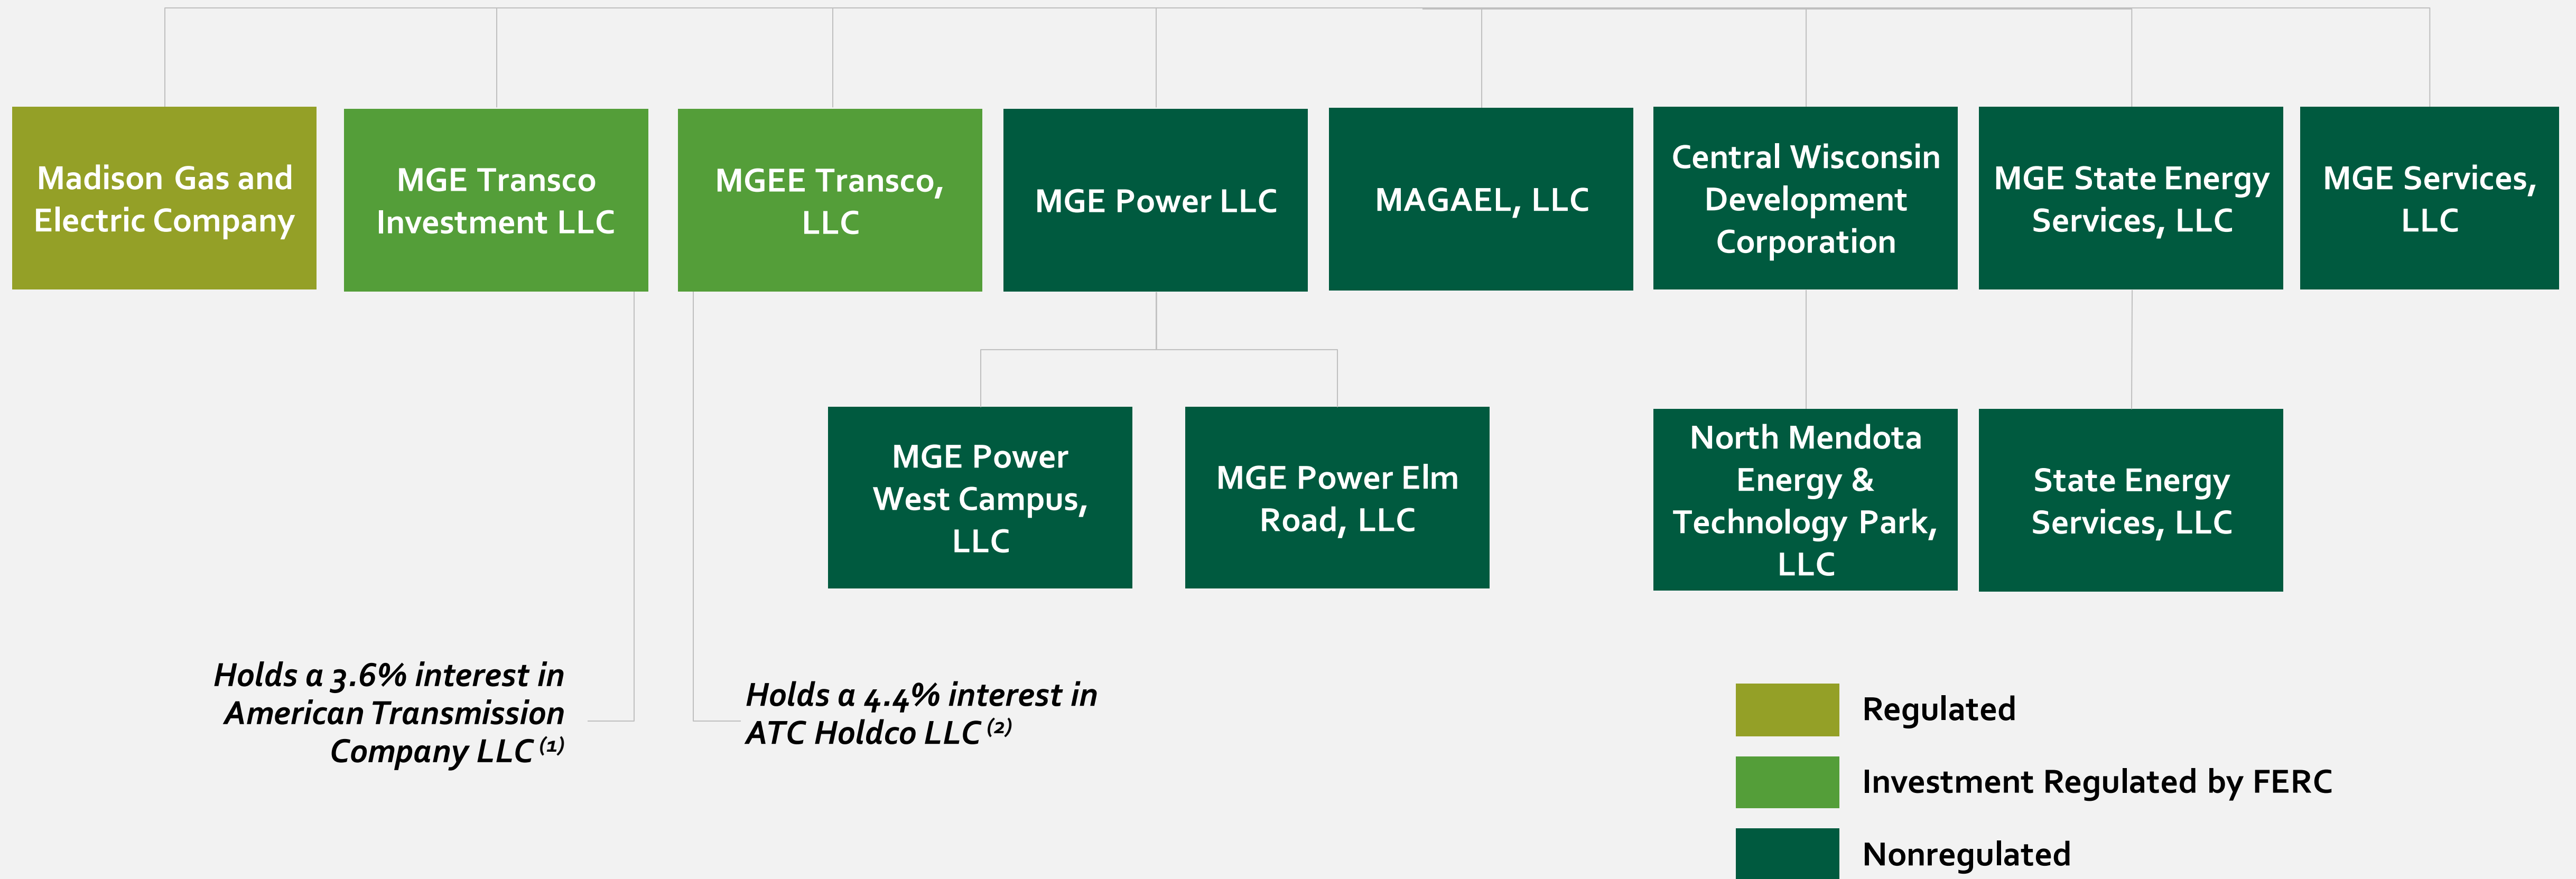 Madison Gas and
Electric Company
MGE Transco
Investment LLC
MGEE Transco,
LLC
MGE Power LLC
MAGAEL, LLC
Central Wisconsin
Development
Corporation
MGE State Energy
Services, LLC
MGE Services,
LLC
MGE Power
West Campus,
LLC
MGE Power Elm
Road, LLC
North Mendota
Energy &
Technology Park,
LLC
State Energy
Services, LLC
Holds a 3.6% interest in
American Transmission
Company LLC (1)
Holds a 4.4% interest in
ATC Holdco LLC (2)
Regulated
Investment Regulated by FERC
Nonregulated